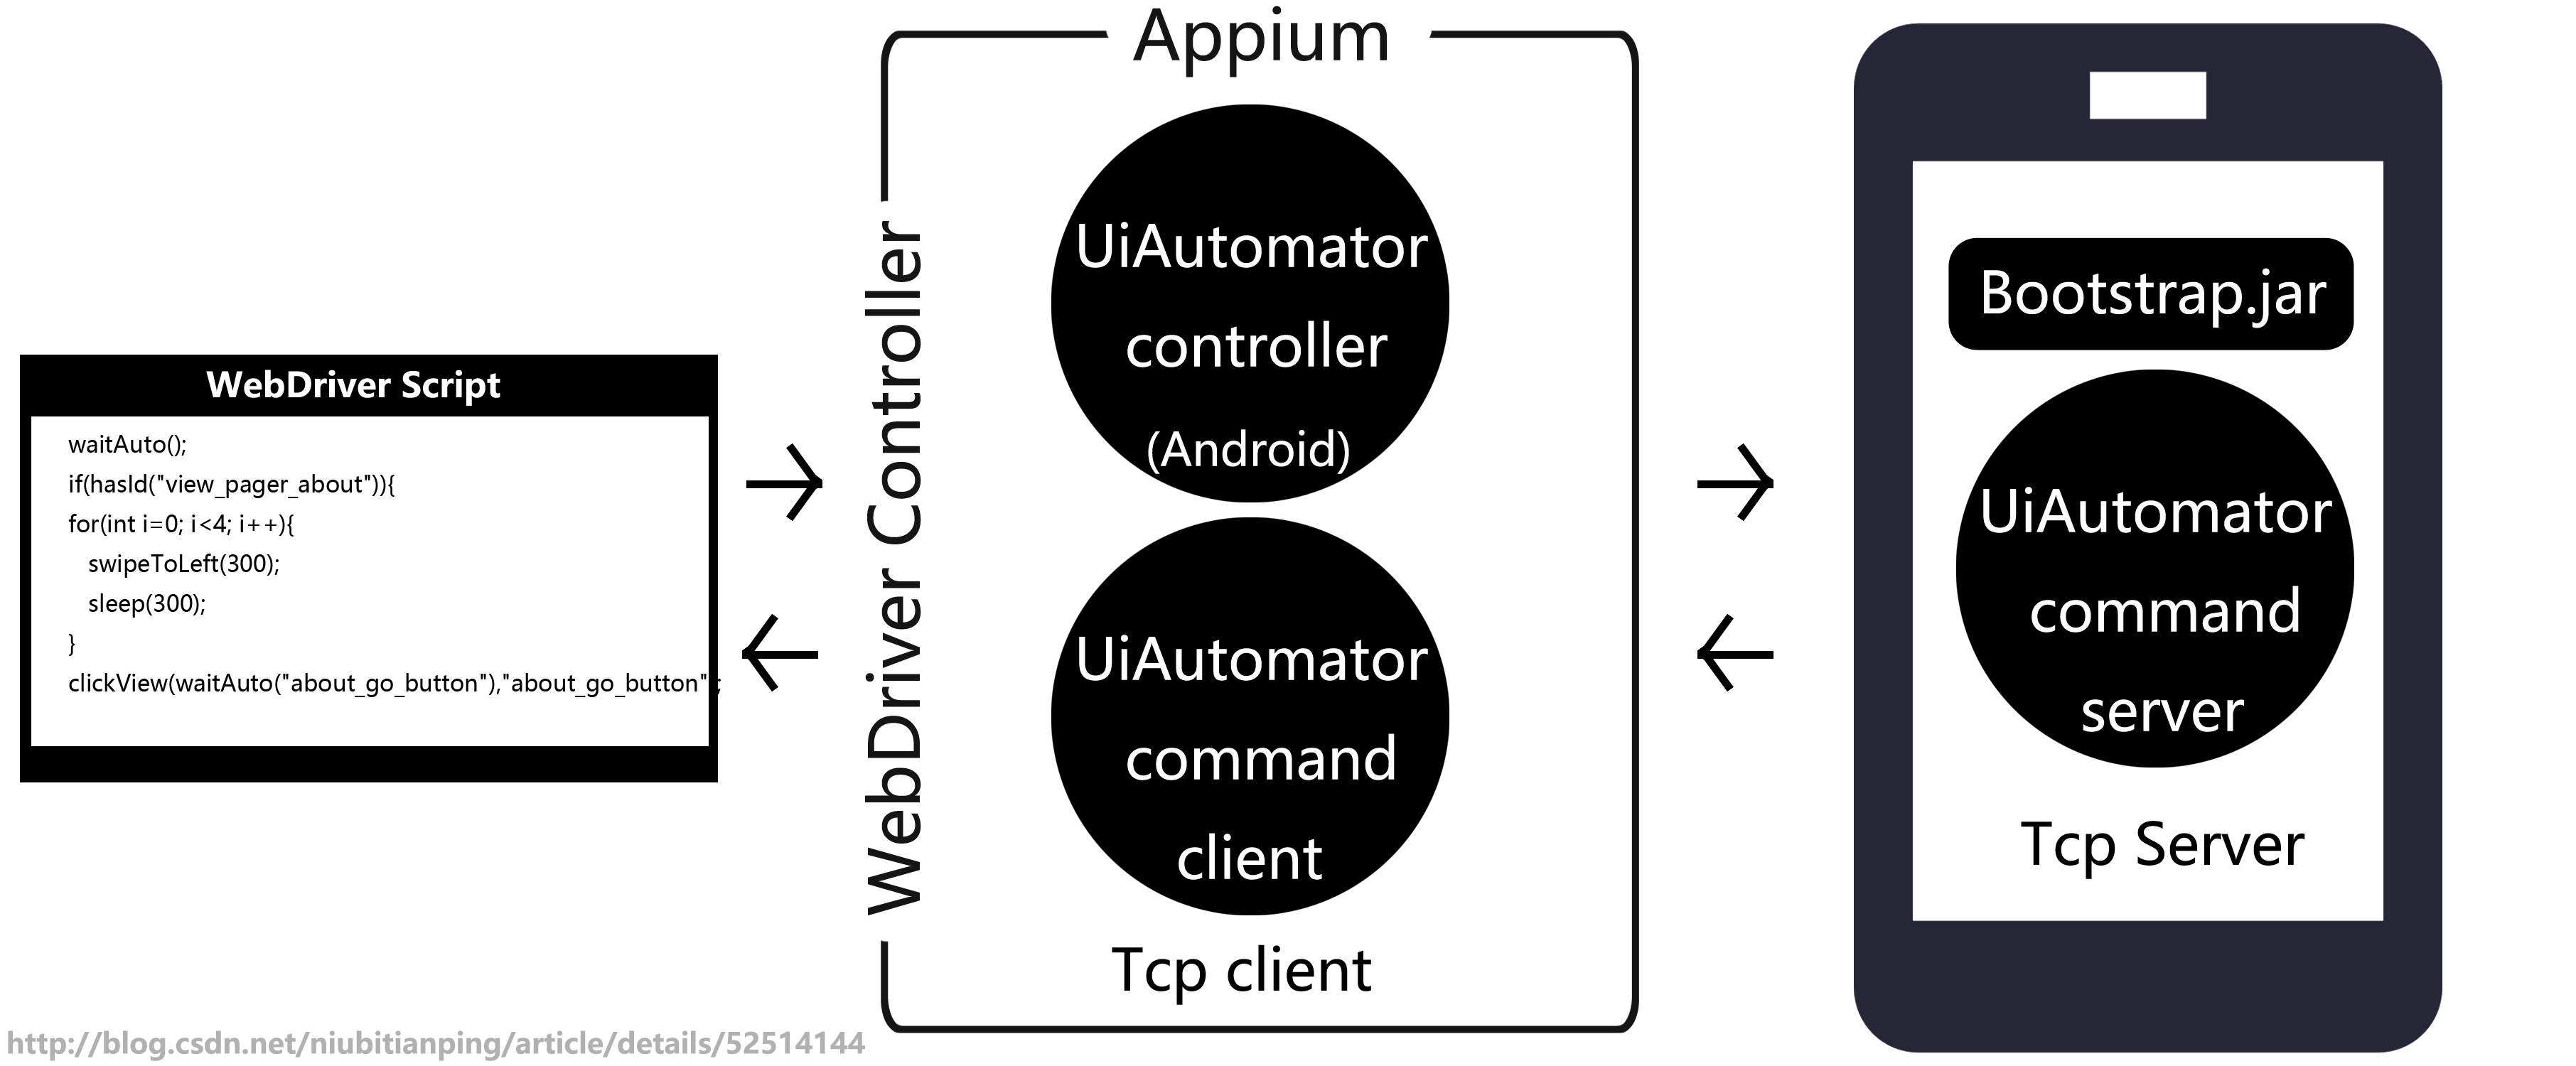 WebDriver Script
waitAuto();
if(hasId("view_pager_about")){
for(int i=0; i<4; i++){
swipeToLeft(300);
sleep(300);
}
clickView(waitAuto("about_go_button"),"about_go_button");
WebDriver Controller
Appium
UiAutomator
controller
(Android)
UiAutomator
command
client
Tcp client
Bootstrap.jar
UiAutomator
command
server
Tcp Server
http://blog.csdn.net/niubitianping/article/details/52514144